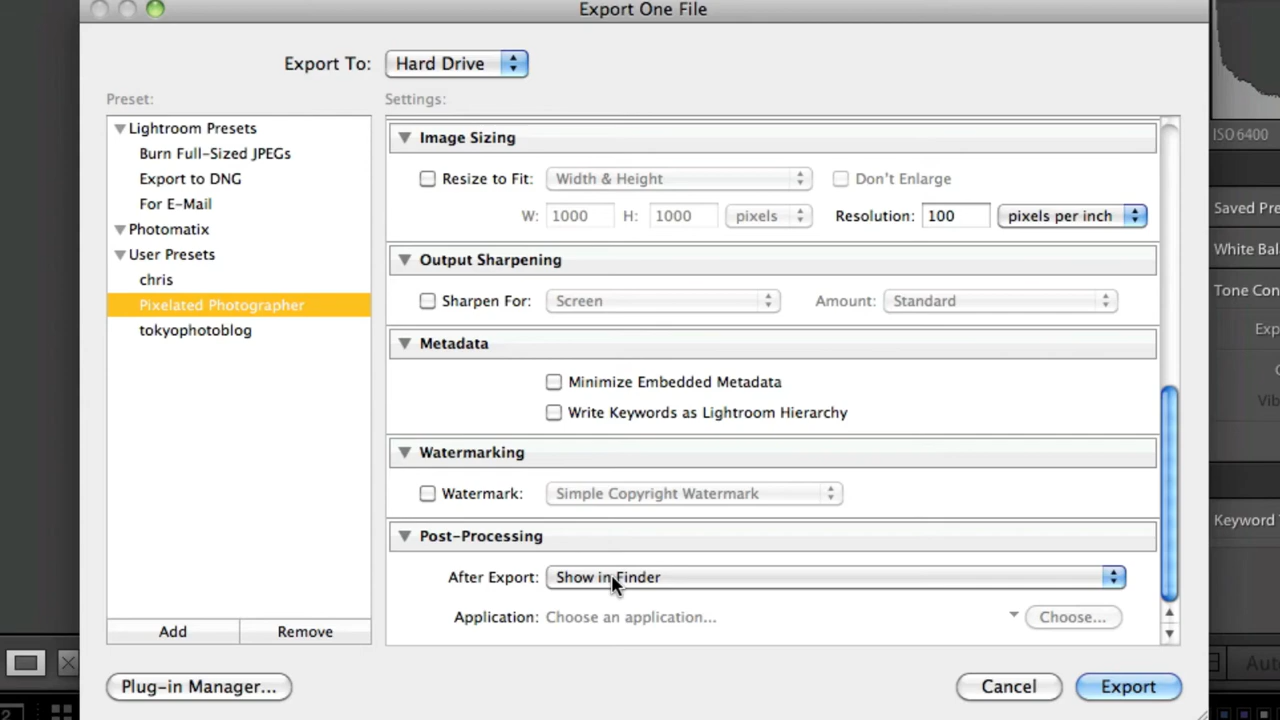 Export One File
Export To: Hard Drive
Preset:
Settings:
Lightroom Presets
Burn Full-Sized JPEGs
Export to DNG
For E-Mail
Photomatix
User Presets
chris
Pixelated Photographer
tokyophotoblog
Add
Remove
Image Sizing
Resize to Fit: Width & Height Don't Enlarge
W: 1000 H: 1000 pixels Resolution: 100 pixels per inch
Output Sharpening
Sharpen For: Screen Amount: Standard
Metadata
Minimize Embedded Metadata
Write Keywords as Lightroom Hierarchy
Watermarking
Watermark: Simple Copyright Watermark
Post-Processing
After Export: Show in Finder
Application: Choose an application... Choose...
Plug-in Manager...
Cancel
Export
ISO 6400
Saved Pre
White Bal
Tone Con
Exp
Vib
Keyword
Aut
2